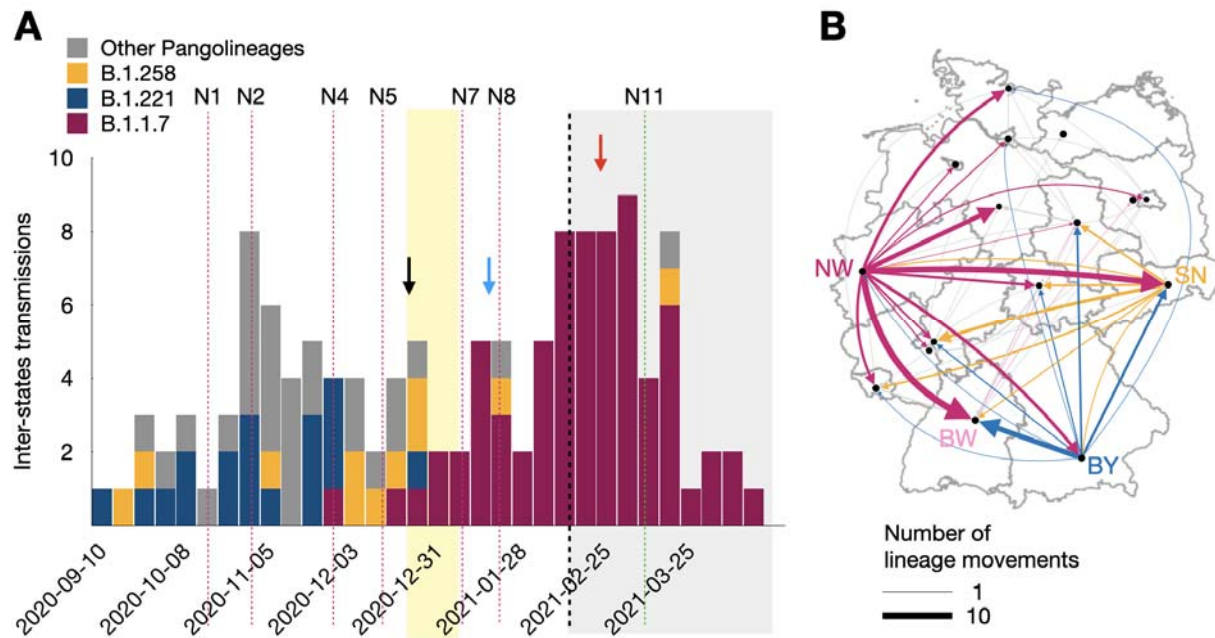 A
Other Pangolineages
B.1.258
B.1.221
B.1.1.7
N1
N2
N4
N5
N7
N8
N11
10
8
6
4
2
Inter-states transmissions
2020-09-10
2020-10-08
2020-11-05
2020-12-03
2020-12-31
2021-01-28
2021-02-25
2021-03-25
B
NW
SN
BW
BY
Number of
lineage movements
1
10